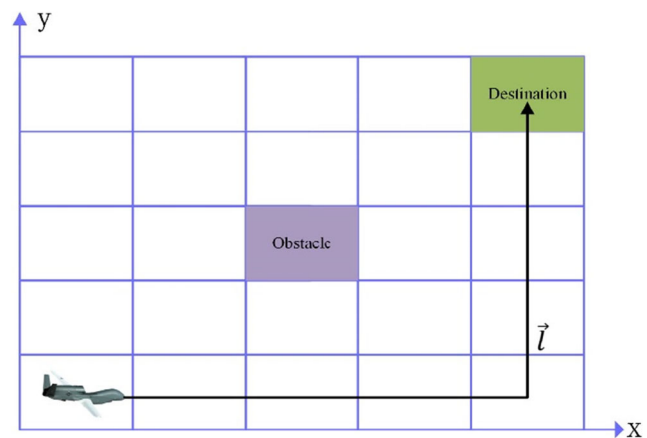 y
Destination
Obstacle
l⃗
x